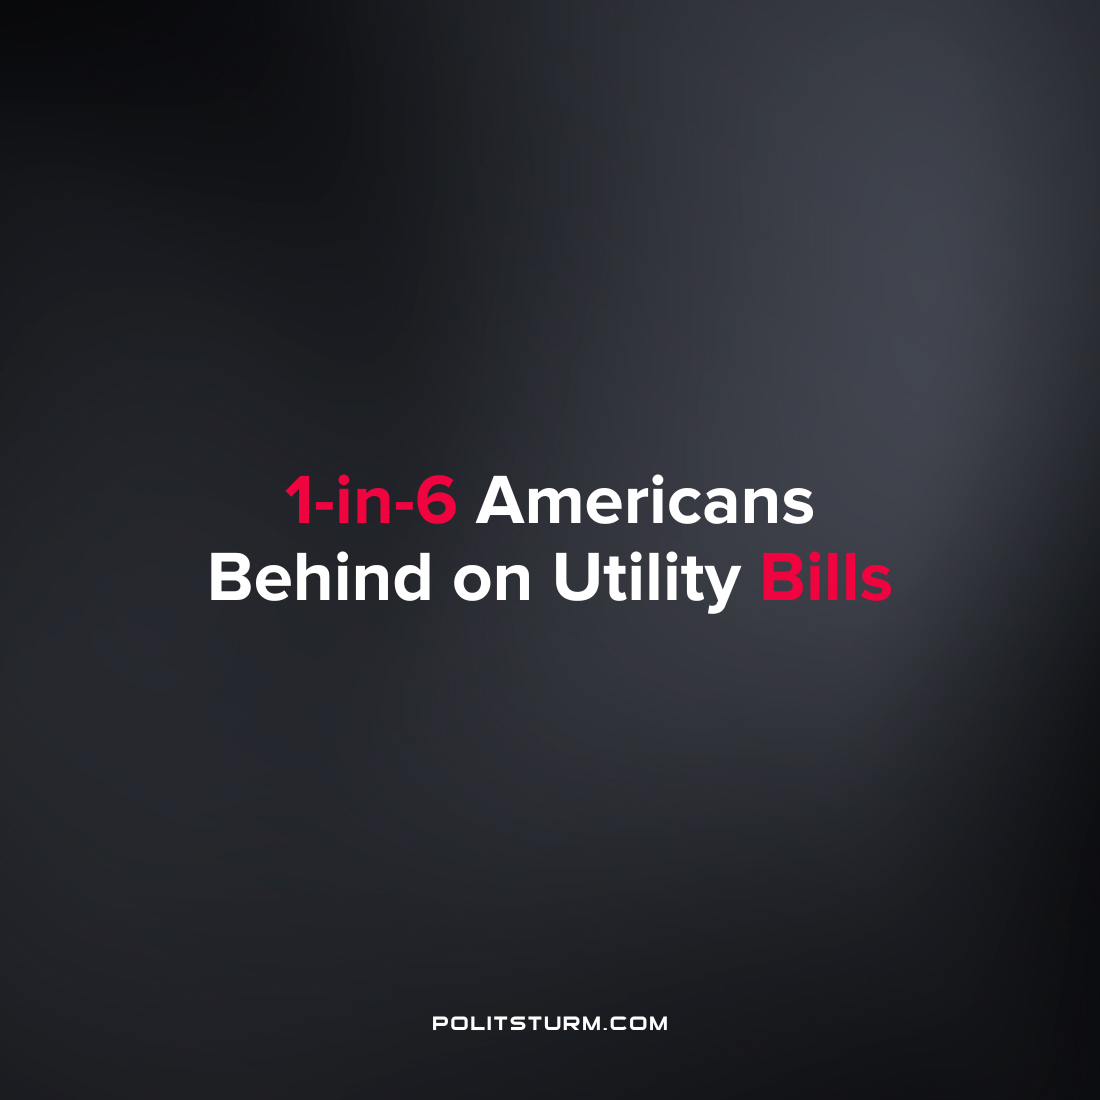 1-in-6 Americans
Behind on Utility Bills
POLITSTURM.COM